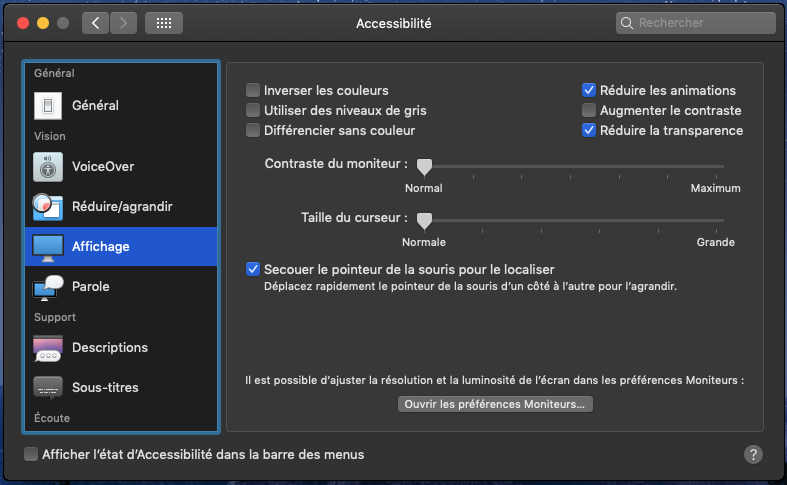 Accessibilité
Rechercher
Général
Général
Vision
VoiceOver
Réduire/agrandir
Affichage
Parole
Support
Descriptions
Sous-titres
Écoute
Inverser les couleurs
Réduire les animations
Utiliser des niveaux de gris
Augmenter le contraste
Différencier sans couleur
Réduire la transparence
Contraste du moniteur :
Normal Maximum
Taille du curseur :
Normale Grande
Secouer le pointeur de la souris pour le localiser
Déplacez rapidement le pointeur de la souris d'un côté à l'autre pour l'agrandir.
Il est possible d'ajuster la résolution et la luminosité de l'écran dans les préférences Moniteurs :
Ouvrir les préférences Moniteurs...
Afficher l'état d'Accessibilité dans la barre des menus
?